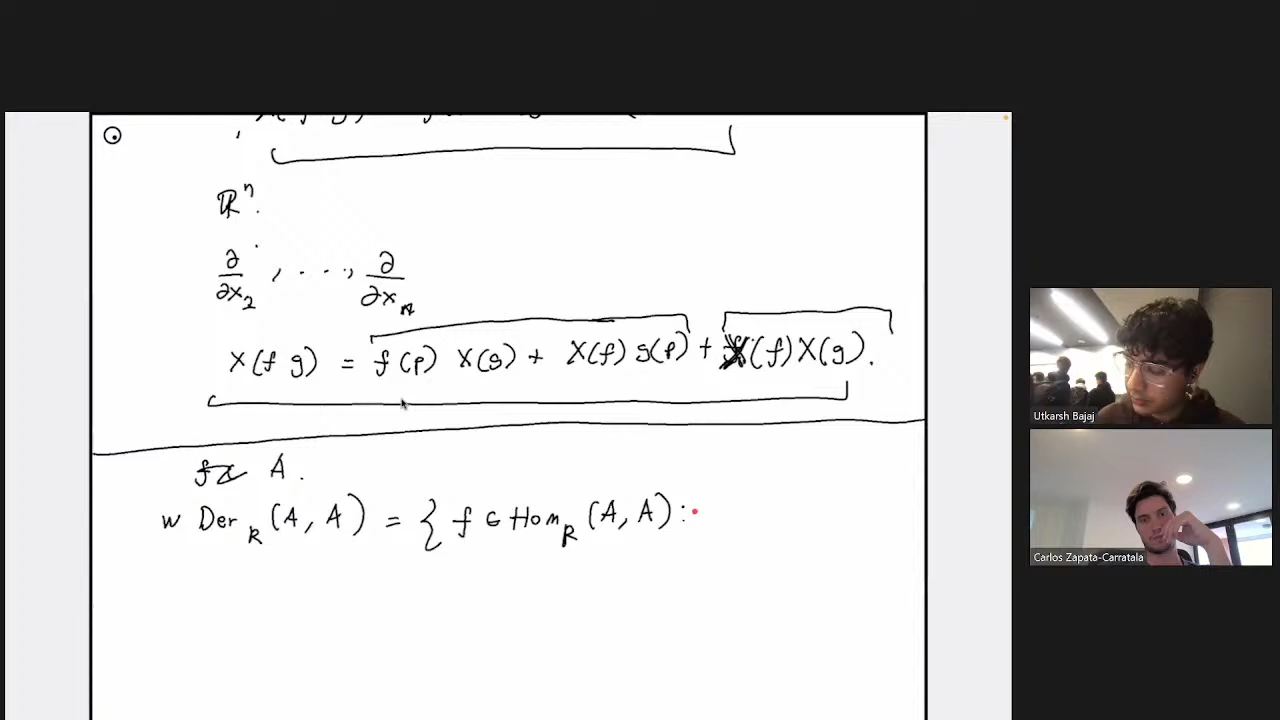 ℝⁿ.
∂/∂x₂ , . . . , ∂/∂xₙ
X(f g) = f(p) X(g) + X(f) g(p) + X(f) X(g).
A.
w Der_R (A, A) = { f ∈ Hom_R (A, A) :
Utkarsh Bajaj
Carlos Zapata-Carratala